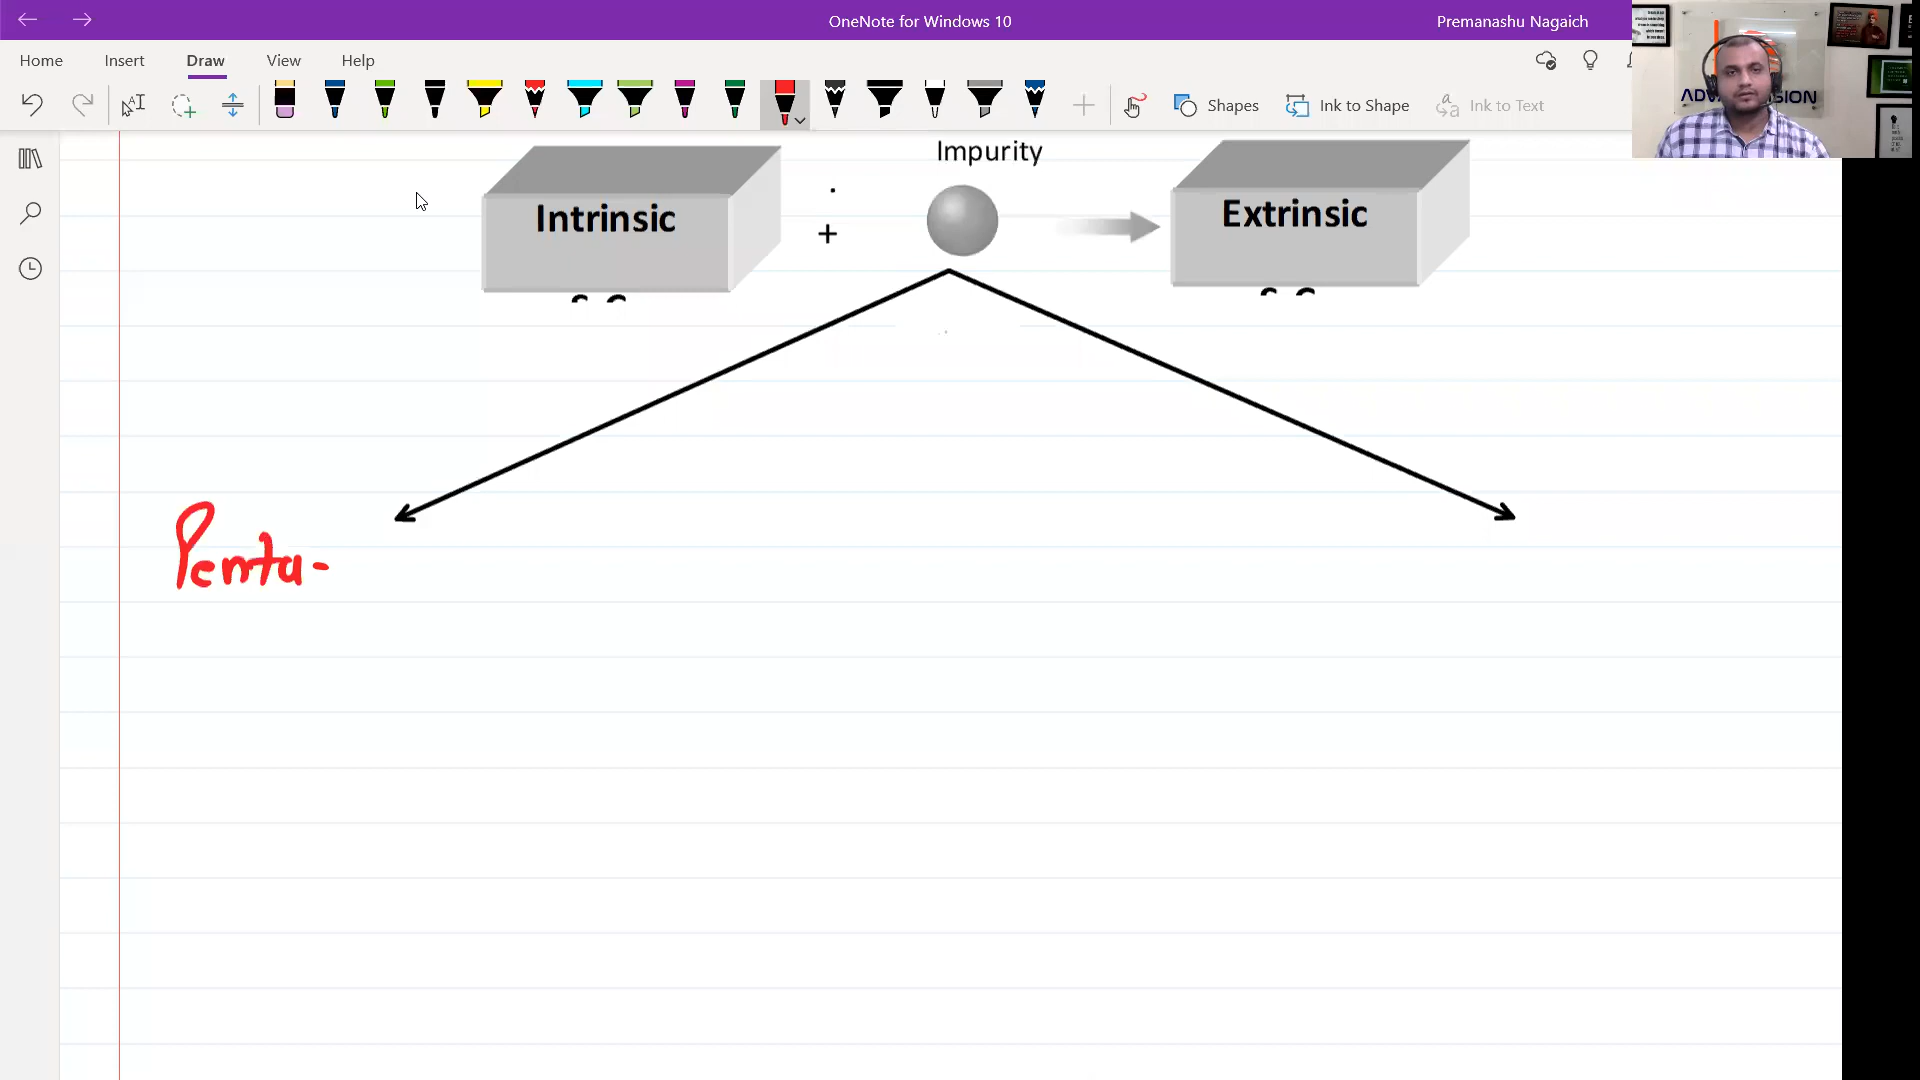 OneNote for Windows 10
Premanashu Nagaich
Home Insert Draw View Help
Shapes Ink to Shape Ink to Text
Impurity
Intrinsic + Extrinsic
Penta-